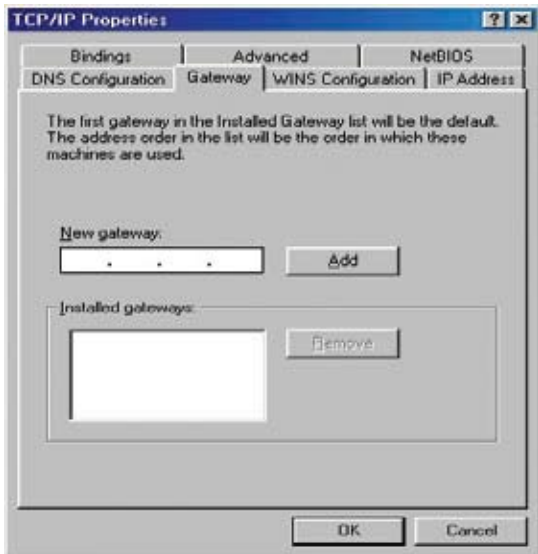 TCP/IP Properties
Bindings Advanced NetBIOS
DNS Configuration Gateway WINS Configuration IP Address
The first gateway in the Installed Gateway list will be the default.
The address order in the list will be the order in which these
machines are used.
New gateway:
. . .
Add
Installed gateways:
Remove
OK Cancel